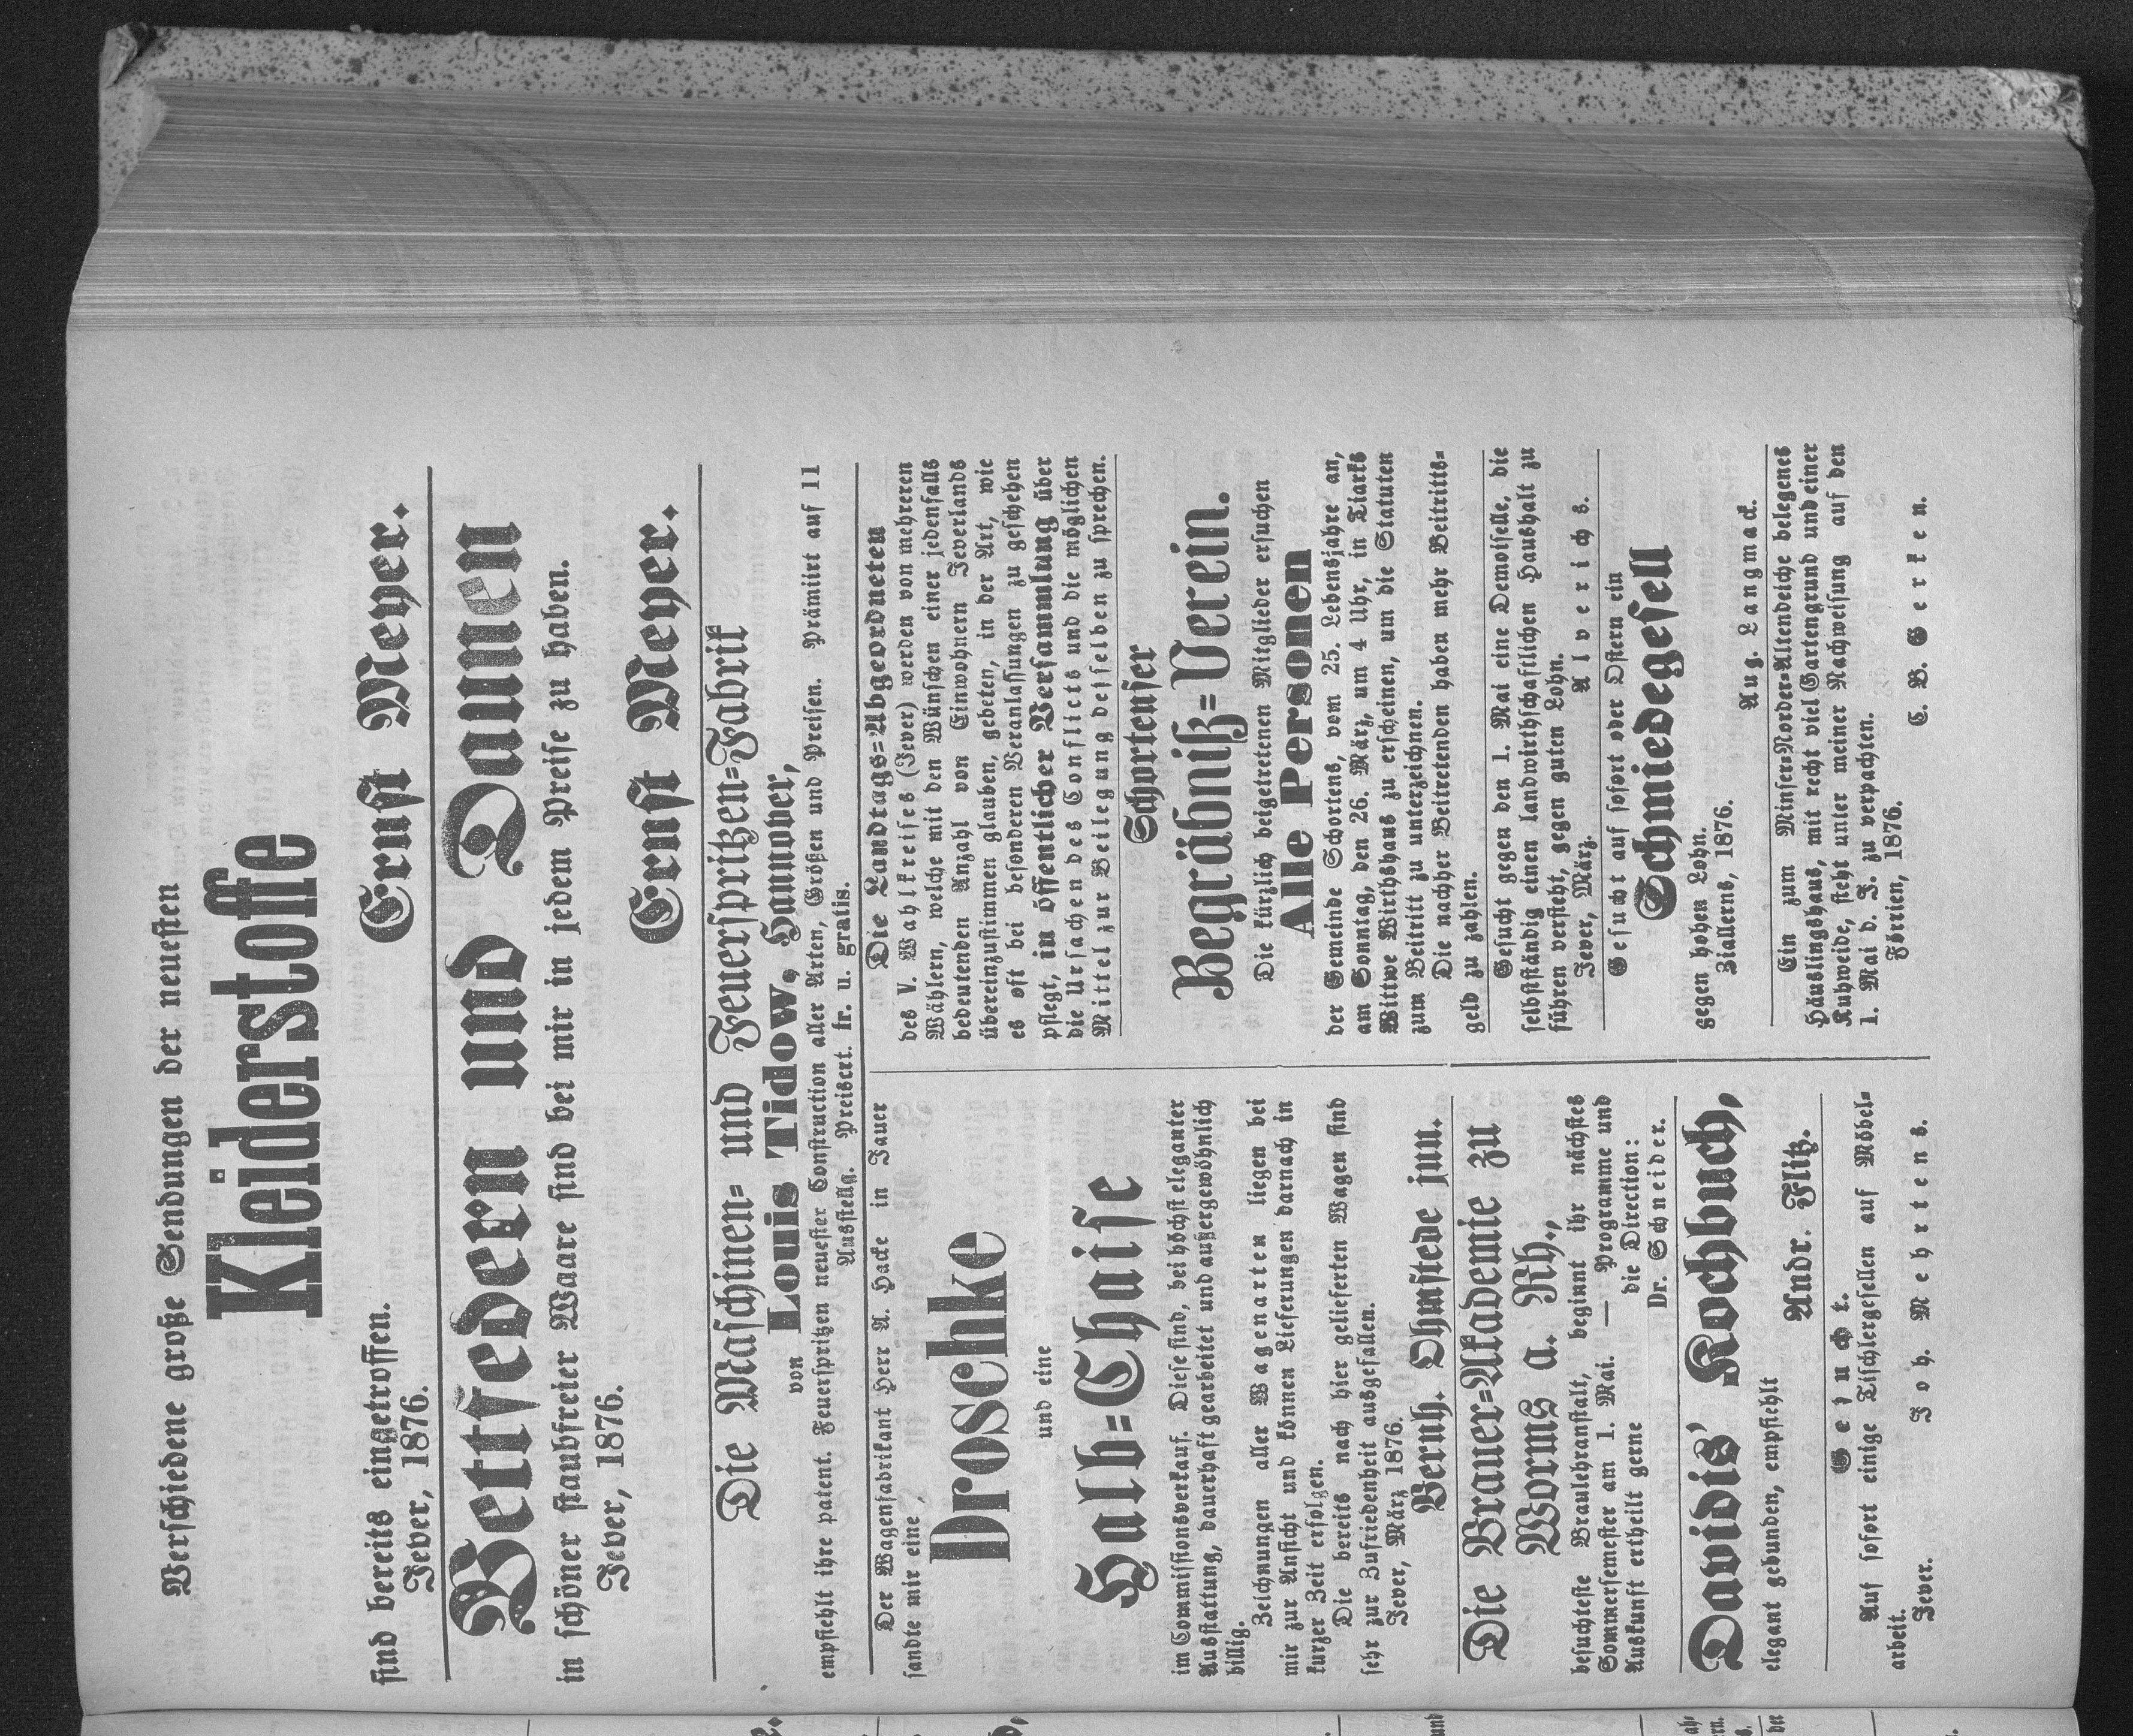 Verschiedene große Sendungen der neuesten
Kleiderstoffe
sind bereits eingetroffen.
Jever, 1876.
Ernst Meyer.
Bettfedern und Daunen
in schöner staubfreier Waare sind bei mir in jedem Preise zu haben.
Jever, 1876.
Ernst Meyer.
Die Maschinen- und Feuerspritzen-Fabrik
von Louis Tidow, Hannover,
empfiehlt ihre patent. Feuerspritzen neuester Construction aller Arten, Größen und Preisen. Prämiirt auf 11
Ausstellg. Preiscrt. fr. u. gratis.
Der Wagenfabrikant Herr A. Hacke in Jauer
sandte mir eine
Droschke
und eine
Halb-Chaise
im Commissionsverkauf. Diese sind, bei höchst eleganter
Ausstattung, dauerhaft gearbeitet und außergewöhnlich
billig.
Zeichnungen aller Wagenarten liegen bei
mir zur Ansicht und können Lieferungen darnach in
kurzer Zeit erfolgen.
Die bereits nach hier gelieferten Wagen sind
sehr zur Zufriedenheit ausgefallen.
Jever, März 1876.
Bernh. Ohmstede jun.
Die Brauer-Akademie zu
Worms a. Rh.,
besuchteste Braulehranstalt, beginnt ihr nächstes
Sommersemester am 1. Mai. — Programme und
Auskunft ertheilt gerne die Direction:
Dr. Schneider.
Davidis' Kochbuch,
elegant gebunden, empfiehlt
Andr. Flitz.
Gesucht.
Auf sofort einige Tischlergesellen auf Möbel-
arbeit.
Jever. Joh. Mehrtens.
Die Landtags-Abgeordneten
des V. Wahlkreises (Jever) werden von mehreren
Wählern, welche mit den Wünschen einer jedenfalls
bedeutenden Anzahl von Einwohnern Jeverlands
übereinzustimmen glauben, gebeten, in der Art, wie
es oft bei besonderen Veranlassungen zu geschehen
pflegt, in öffentlicher Versammlung über
die Ursachen des Conflicts und die möglichen
Mittel zur Beilegung desselben zu sprechen.
Schortenser
Begräbniß-Verein.
Die kürzlich beigetretenen Mitglieder ersuchen
Alle Personen
der Gemeinde Schortens, vom 25. Lebensjahre an,
am Sonntag, den 26. März, um 4 Uhr, in Tiarks
Wittwe Wirthshaus zu erscheinen, um die Statuten
zum Beitritt zu unterzeichnen.
Die nachher Beitretenden haben mehr Beitritts-
geld zu zahlen.
Gesucht gegen den 1. Mai eine Demoiselle, die
selbstständig einen landwirthschaftlichen Haushalt zu
führen versteht, gegen guten Lohn.
Jever, März. Alverichs.
Gesucht auf sofort oder Ostern ein
Schmiedegesell
gegen hohen Lohn.
Ziallerns, 1876.
Aug. Langmack.
Ein zum Minser-Norder-Altendeiche belegenes
Häuslingshaus, mit recht viel Gartengrund und einer
Kuhweide, steht unter meiner Nachweisung auf den
1. Mai d. J. zu verpachten.
Förrien, 1876.
C. B. Gerken.